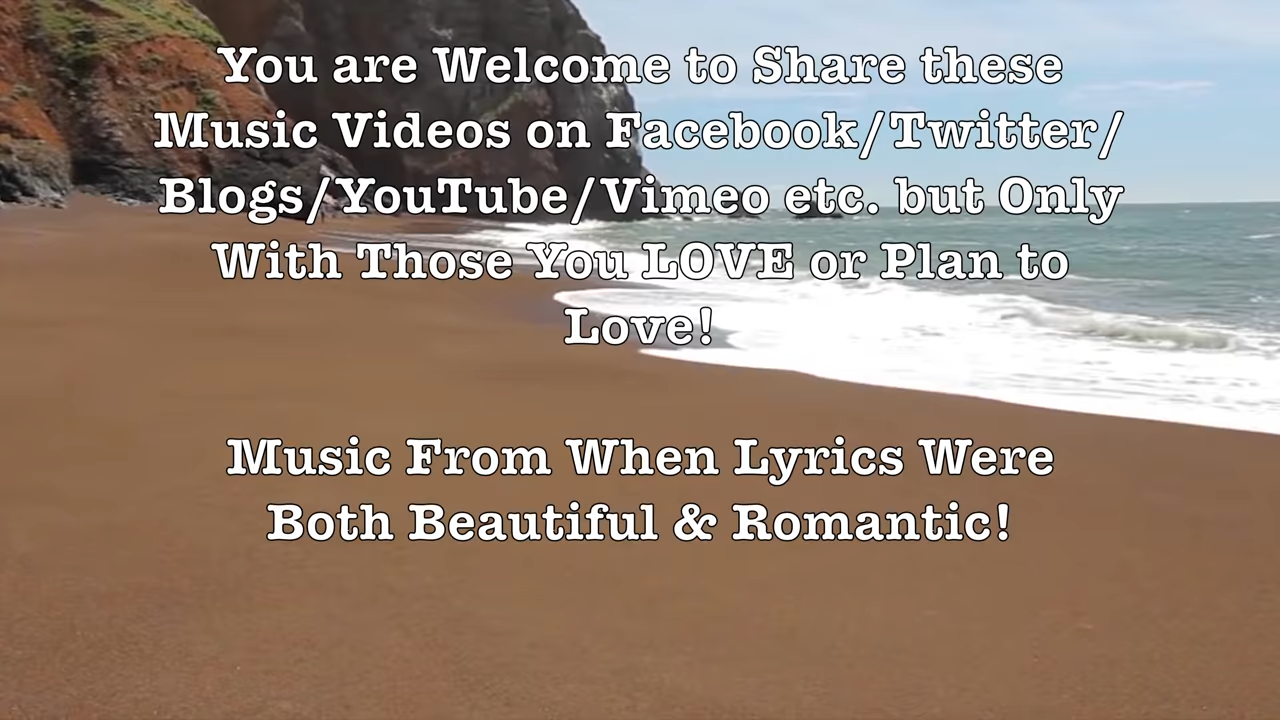 You are Welcome to Share these
Music Videos on Facebook/Twitter/
Blogs/YouTube/Vimeo etc. but Only
With Those You LOVE or Plan to
Love!
Music From When Lyrics Were
Both Beautiful & Romantic!